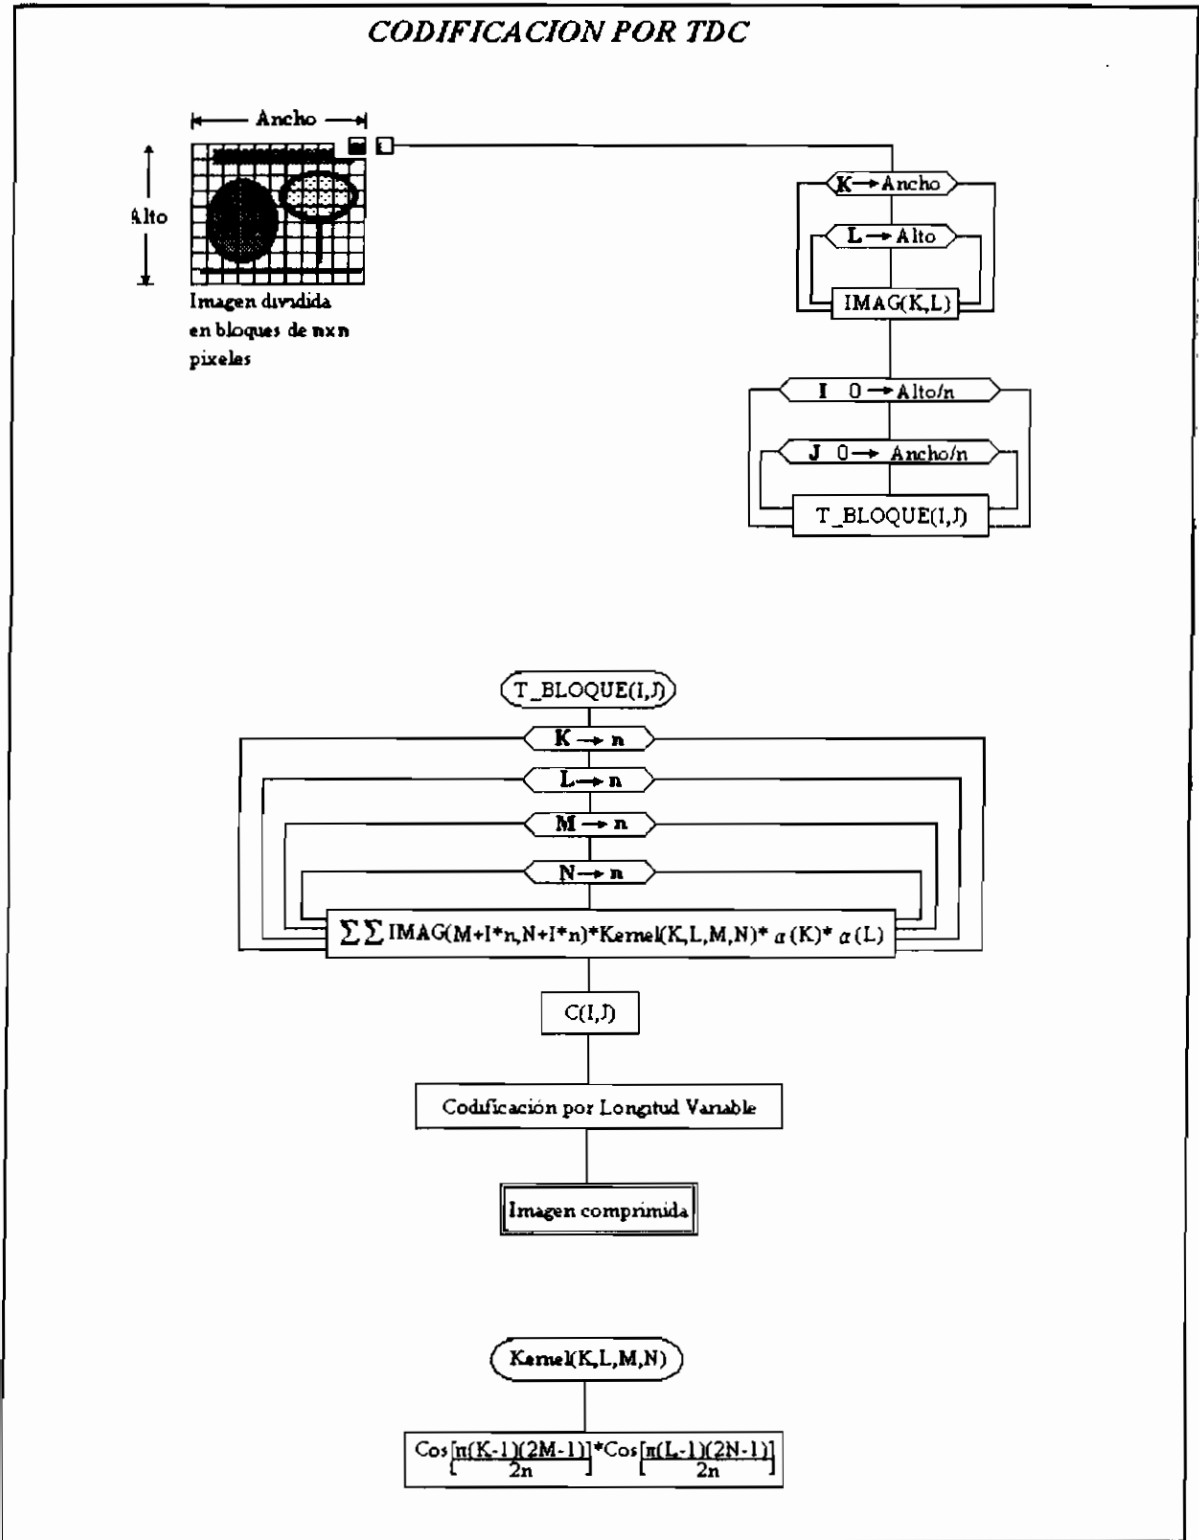 CODIFICACION POR TDC
Ancho
Alto
Imagen dividida
en bloques de nxn
pixeles
K → Ancho
L → Alto
IMAG(K,L)
I 0 → Alto/n
J 0 → Ancho/n
T_BLOQUE(I,J)
T_BLOQUE(I,J)
K → n
L → n
M → n
N → n
∑∑ IMAG(M+I*n,N+I*n)*Kernel(K,L,M,N)* α(K)* α(L)
C(I,J)
Codificación por Longitud Variable
Imagen comprimida
Kernel(K,L,M,N)
Cos[π(K-1)(2M-1)]*Cos[π(L-1)(2N-1)]
2n 2n